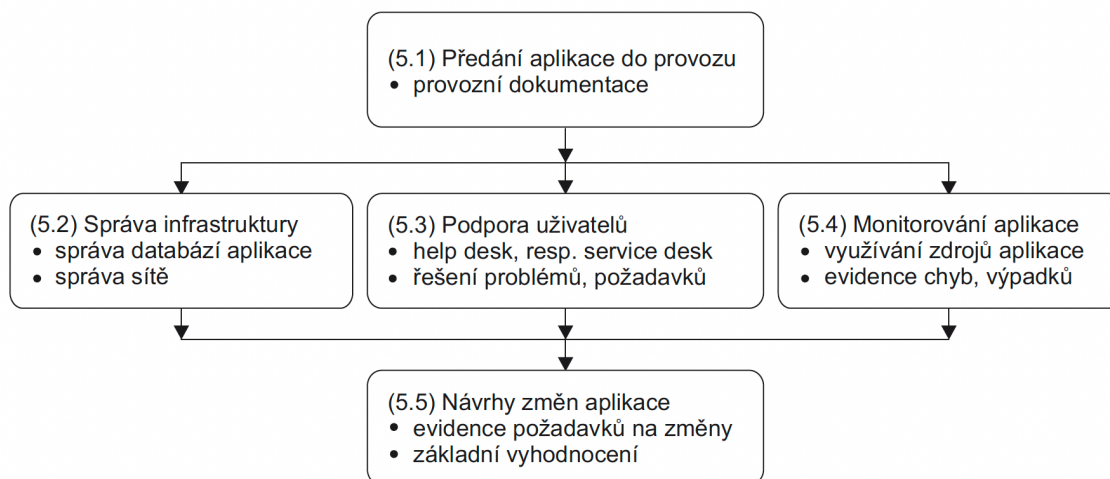 (5.1) Předání aplikace do provozu
• provozní dokumentace
(5.2) Správa infrastruktury
• správa databází aplikace
• správa sítě
(5.3) Podpora uživatelů
• help desk, resp. service desk
• řešení problémů, požadavků
(5.4) Monitorování aplikace
• využívání zdrojů aplikace
• evidence chyb, výpadků
(5.5) Návrhy změn aplikace
• evidence požadavků na změny
• základní vyhodnocení